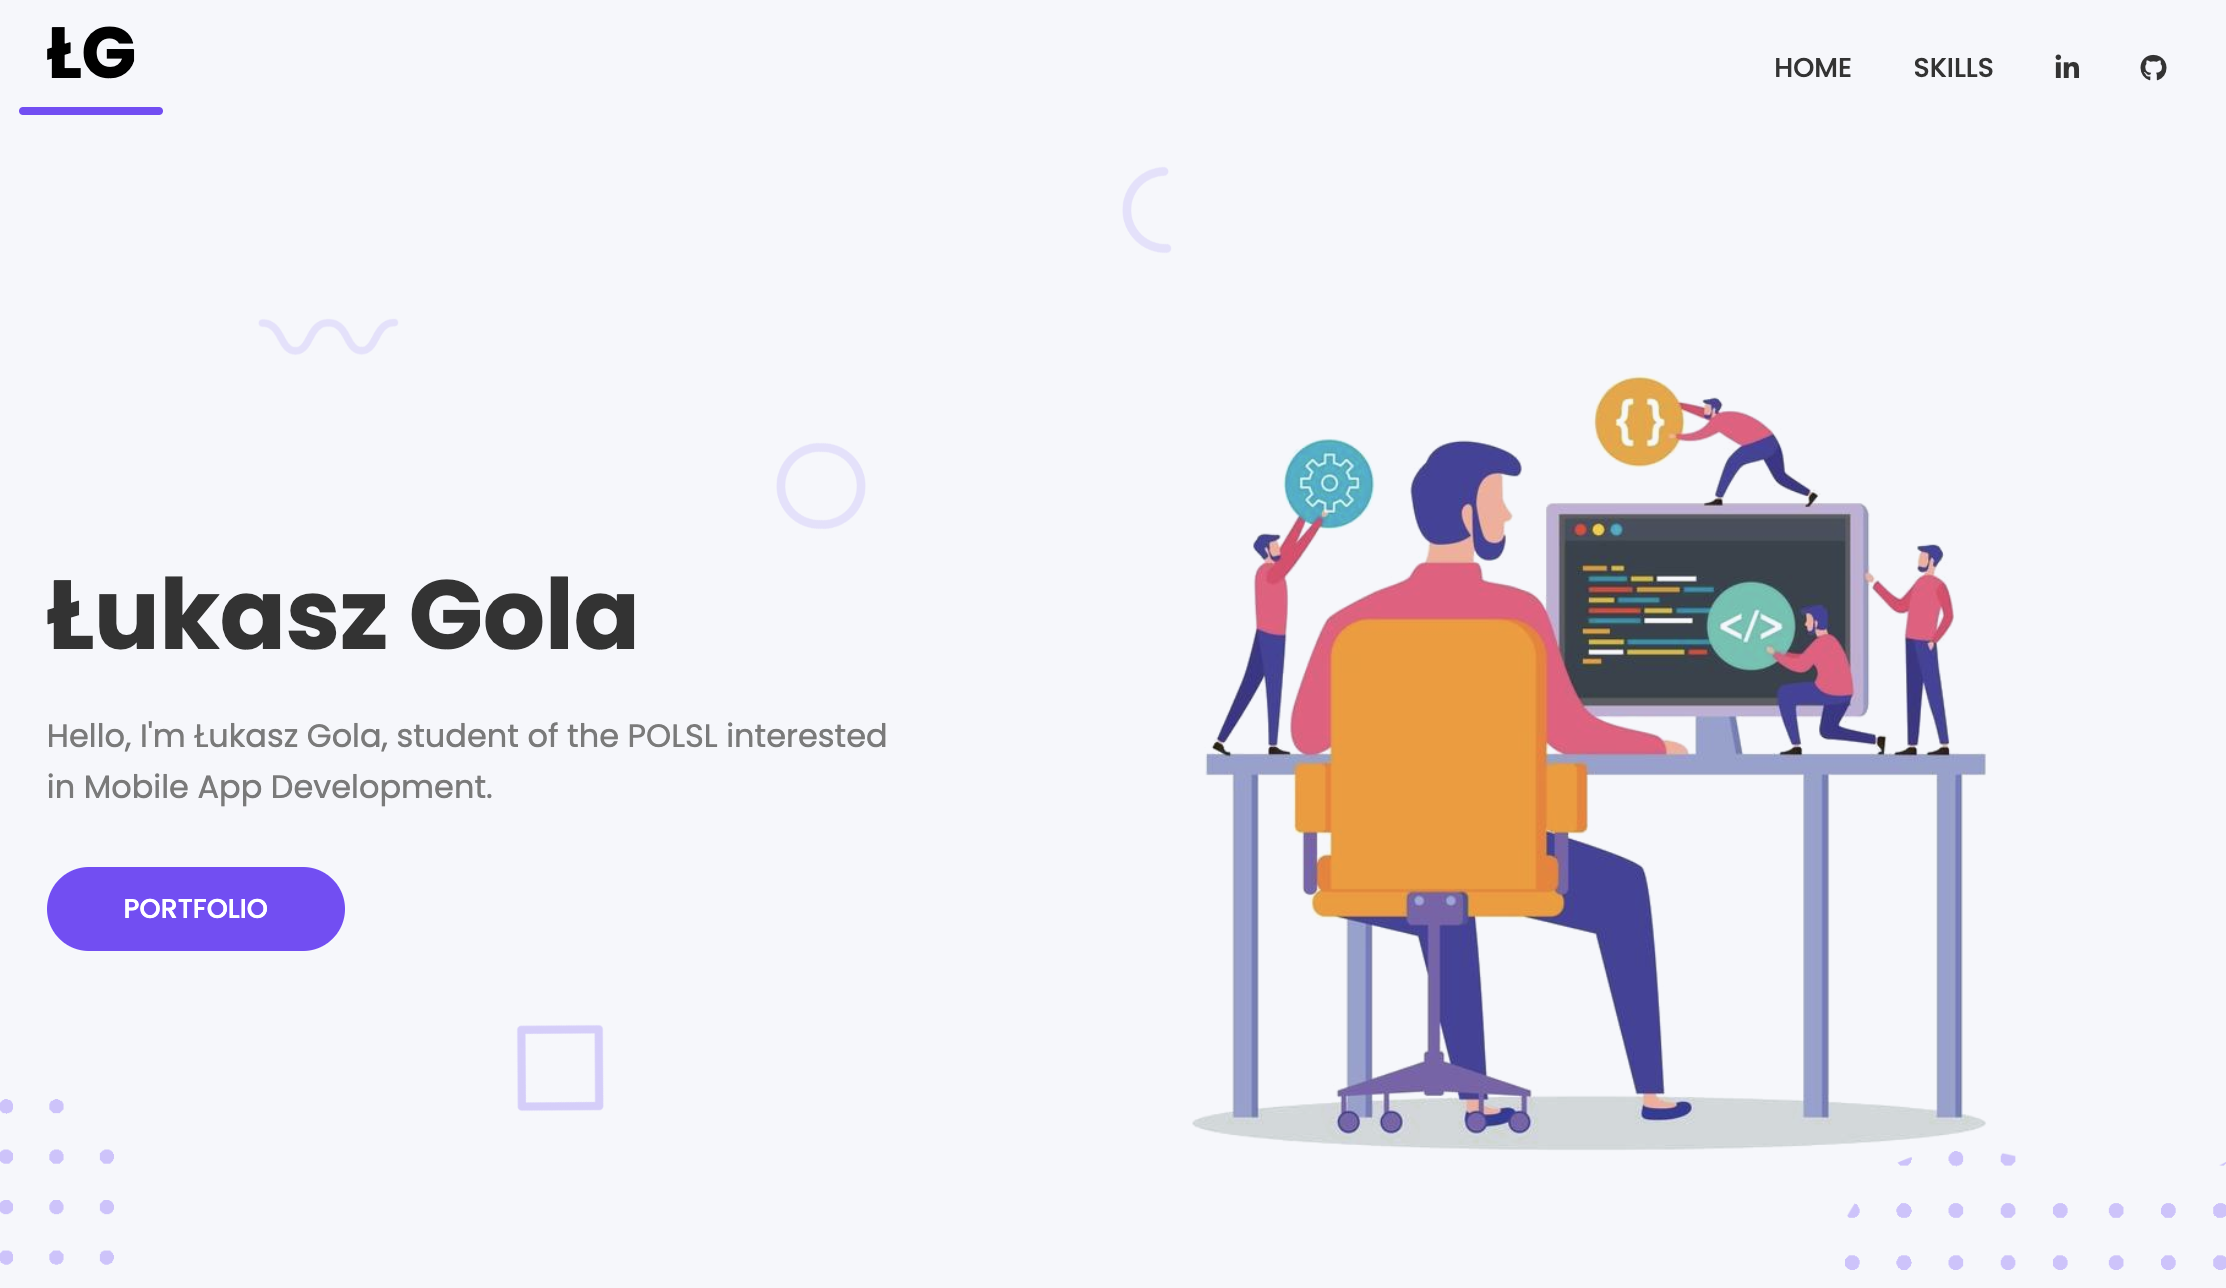 ŁG
HOME SKILLS in
Łukasz Gola
Hello, I'm Łukasz Gola, student of the POLSL interested
in Mobile App Development.
PORTFOLIO
{}
</>